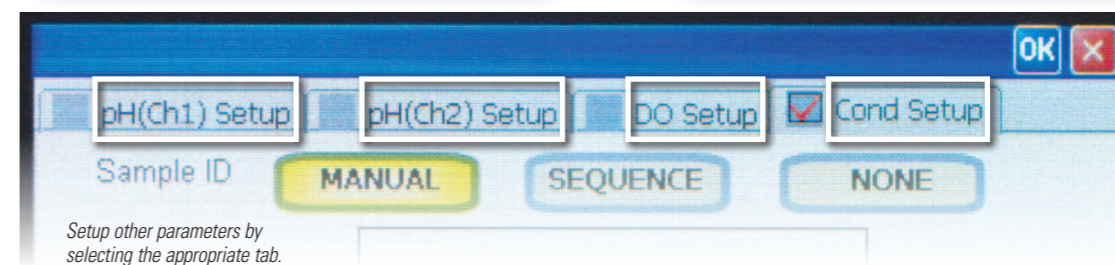 OK
pH(Ch1) Setup pH(Ch2) Setup DO Setup Cond Setup
Sample ID MANUAL SEQUENCE NONE
Setup other parameters by
selecting the appropriate tab.